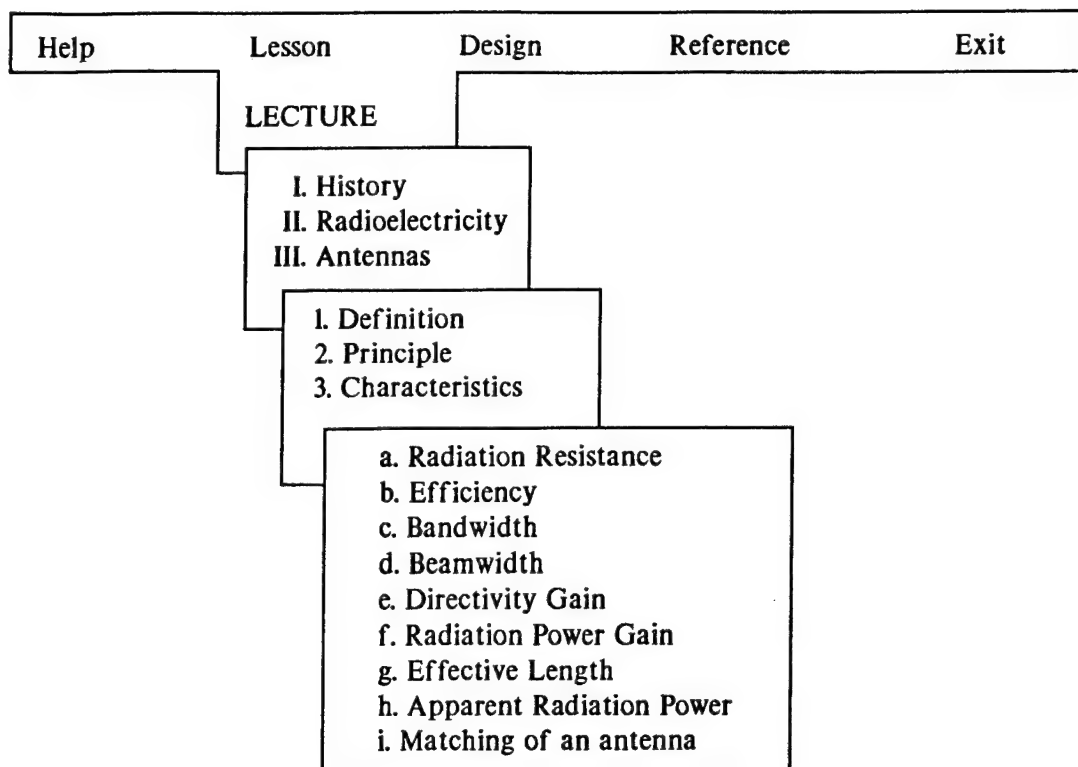 Help Lesson Design Reference Exit
LECTURE
I. History
II. Radioelectricity
III. Antennas
1. Definition
2. Principle
3. Characteristics
a. Radiation Resistance
b. Efficiency
c. Bandwidth
d. Beamwidth
e. Directivity Gain
f. Radiation Power Gain
g. Effective Length
h. Apparent Radiation Power
i. Matching of an antenna